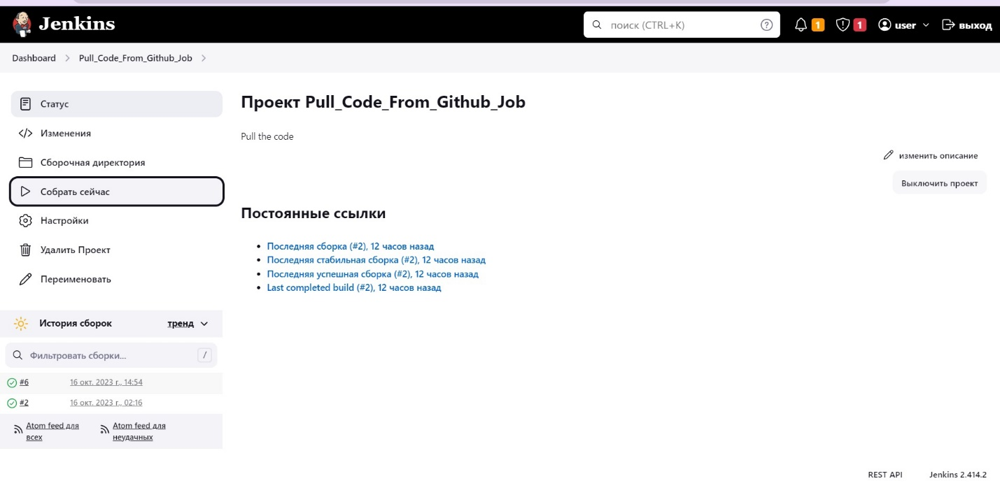 Jenkins
поиск (CTRL+K)
1
1
user
выход
Dashboard
Pull_Code_From_Github_Job
Статус
Изменения
Сборочная директория
Собрать сейчас
Настройки
Удалить Проект
Переименовать
История сборок
тренд
Фильтровать сборки...
/
#6 16 окт. 2023 г., 14:54
#2 16 окт. 2023 г., 02:16
Atom feed для
всех
Atom feed для
неудачных
Проект Pull_Code_From_Github_Job
Pull the code
изменить описание
Выключить проект
Постоянные ссылки
Последняя сборка (#2), 12 часов назад
Последняя стабильная сборка (#2), 12 часов назад
Последняя успешная сборка (#2), 12 часов назад
Last completed build (#2), 12 часов назад
REST API
Jenkins 2.414.2